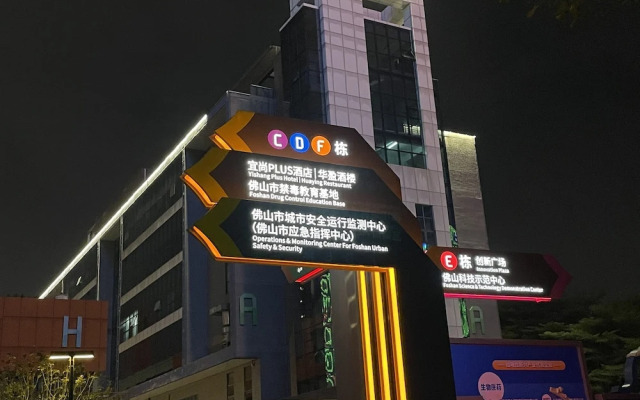 C D F 栋
宜尚PLUS酒店 | 华盈酒楼
Yishang Plus Hotel | Huaying Restaurant
佛山市禁毒教育基地
Foshan Drug Control Education Base
佛山市城市安全运行监测中心
(佛山市应急指挥中心)
Operations & Monitoring Center For Foshan Urban
Safety & Security
E 栋 创新广场
Innovation Plaza
佛山科技示范中心
Foshan Science & Technology Demonstration Center
H
A
A
生物医药